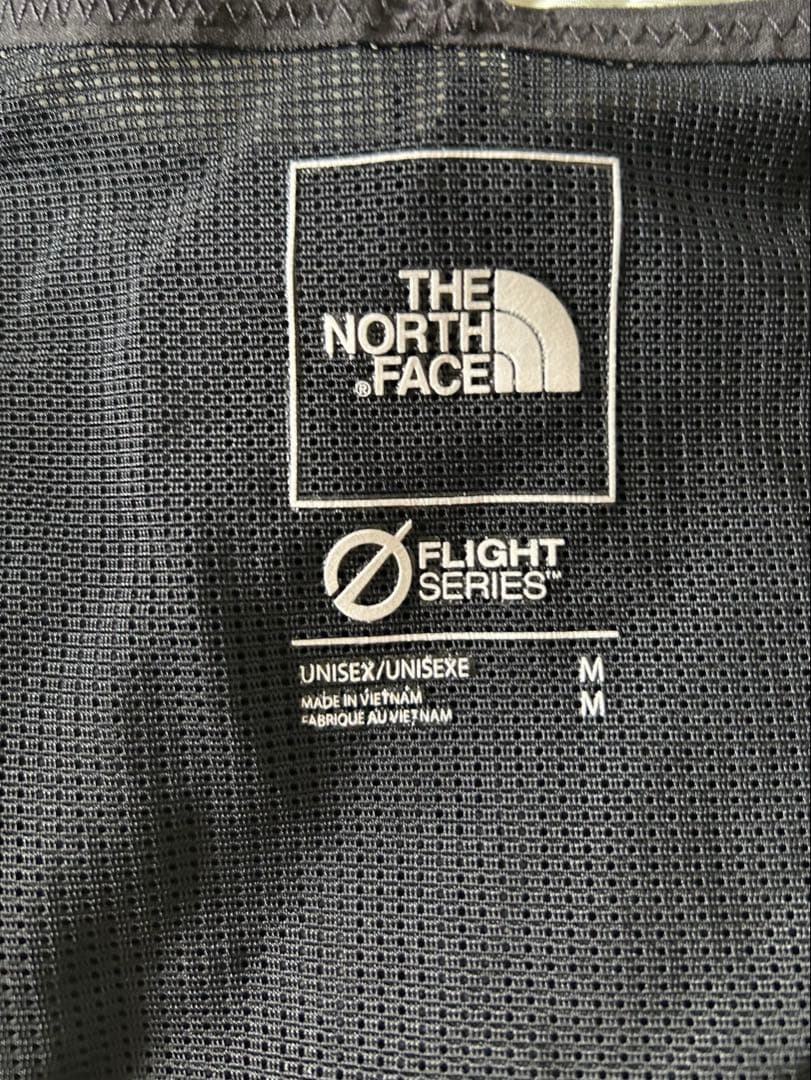 THE
NORTH
® FACE
FLIGHT
SERIES™
UNISEX/UNISEXE M
MADE IN VIETNAM M
FABRIQUE AU VIETNAM